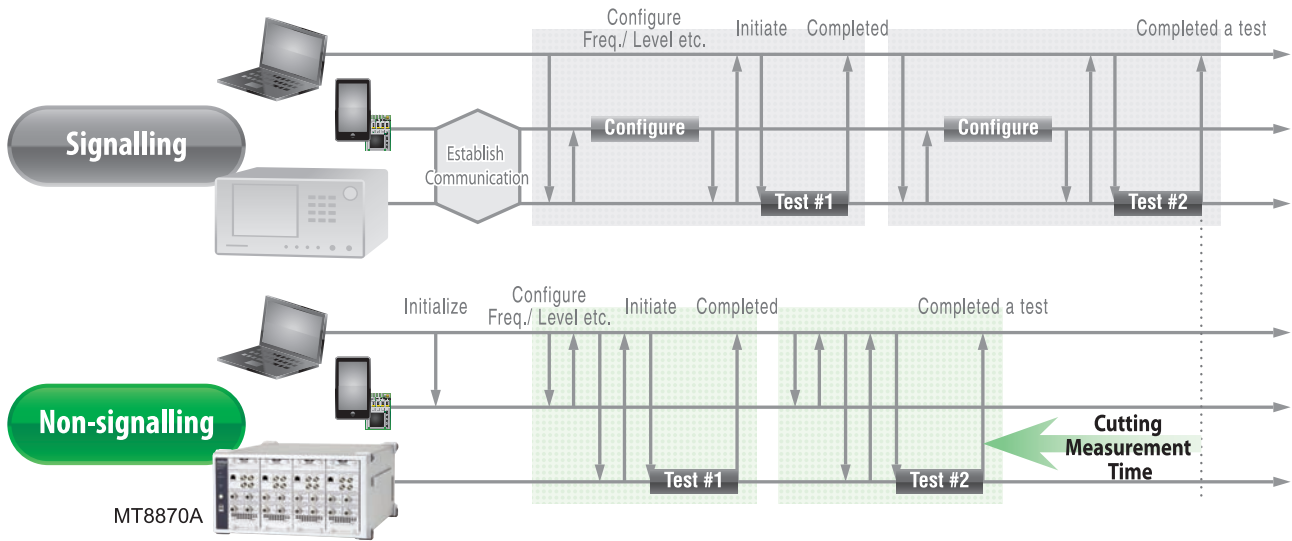 Configure
Freq./ Level etc.
Initiate
Completed
Completed a test
Signalling
Establish
Communication
Configure
Configure
Test #1
Test #2
Initialize
Configure
Freq./ Level etc.
Initiate
Completed
Completed a test
Non-signalling
Cutting
Measurement
Time
Test #1
Test #2
MT8870A